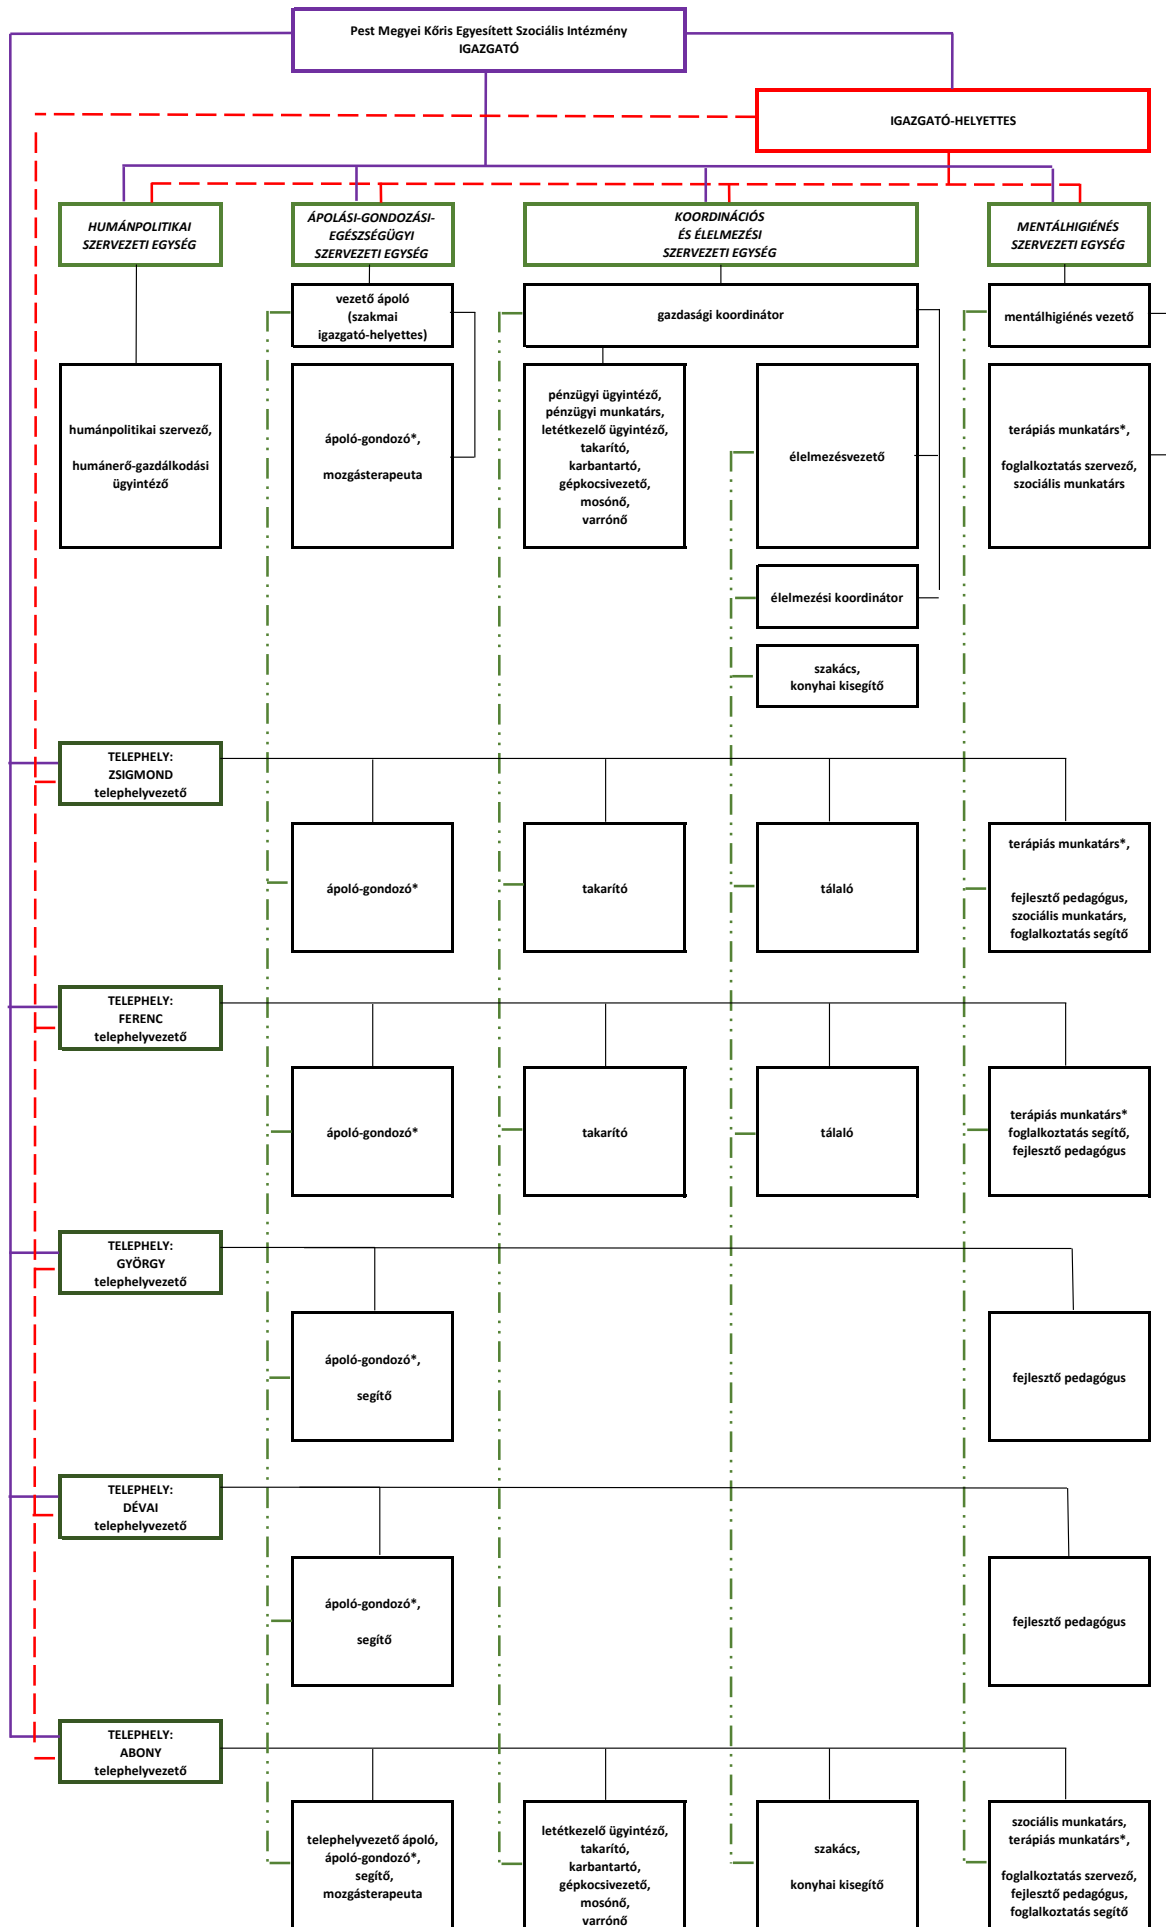 Pest Megyei Kőris Egyesített Szociális Intézmény
IGAZGATÓ
IGAZGATÓ-HELYETTES
HUMÁNPOLITIKAI
SZERVEZETI EGYSÉG
ÁPOLÁSI-GONDOZÁSI-
EGÉSZSÉGÜGYI
SZERVEZETI EGYSÉG
KOORDINÁCIÓS
ÉS ÉLELMEZÉSI
SZERVEZETI EGYSÉG
MENTÁLHIGIÉNÉS
SZERVEZETI EGYSÉG
vezető ápoló
(szakmai
igazgató-helyettes)
gazdasági koordinátor
mentálhigiénés vezető
humánpolitikai szervező,
humánerő-gazdálkodási
ügyintéző
ápoló-gondozó*,
mozgásterapeuta
pénzügyi ügyintéző,
pénzügyi munkatárs,
letétkezelő ügyintéző,
takarító,
karbantartó,
gépkocsivezető,
mosónő,
varrónő
élelmezésvezető
terápiás munkatárs*,
foglalkoztatás szervező,
szociális munkatárs
élelmezési koordinátor
szakács,
konyhai kisegítő
TELEPHELY:
ZSIGMOND
telephelyvezető
ápoló-gondozó*
takarító
tálaló
terápiás munkatárs*,
fejlesztő pedagógus,
szociális munkatárs,
foglalkoztatás segítő
TELEPHELY:
FERENC
telephelyvezető
ápoló-gondozó*
takarító
tálaló
terápiás munkatárs*
foglalkoztatás segítő,
fejlesztő pedagógus
TELEPHELY:
GYÖRGY
telephelyvezető
ápoló-gondozó*,
segítő
fejlesztő pedagógus
TELEPHELY:
DÉVAI
telephelyvezető
ápoló-gondozó*,
segítő
fejlesztő pedagógus
TELEPHELY:
ABONY
telephelyvezető
telephelyvezető ápoló,
ápoló-gondozó*,
segítő,
mozgásterapeuta
letétkezelő ügyintéző,
takarító,
karbantartó,
gépkocsivezető,
mosónő,
varrónő
szakács,
konyhai kisegítő
szociális munkatárs,
terápiás munkatárs*,
foglalkoztatás szervező,
fejlesztő pedagógus,
foglalkoztatás segítő